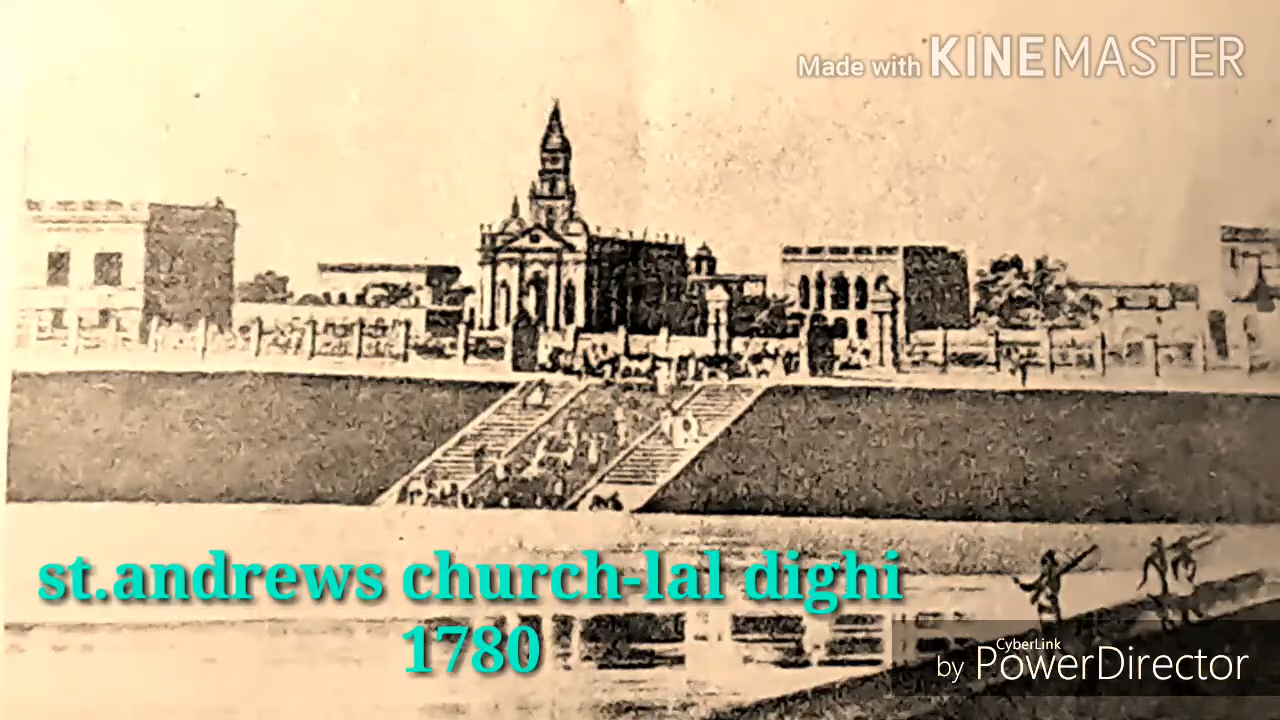 Made with KINEMASTER
st.andrews church-lal dighi
1780
CyberLink
by PowerDirector